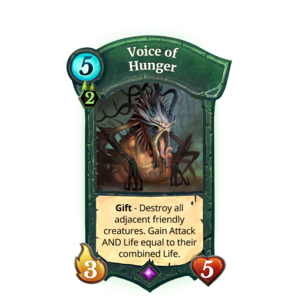 Voice of
Hunger
5
2
Gift - Destroy all
adjacent friendly
creatures. Gain Attack
AND Life equal to their
combined Life.
3
5